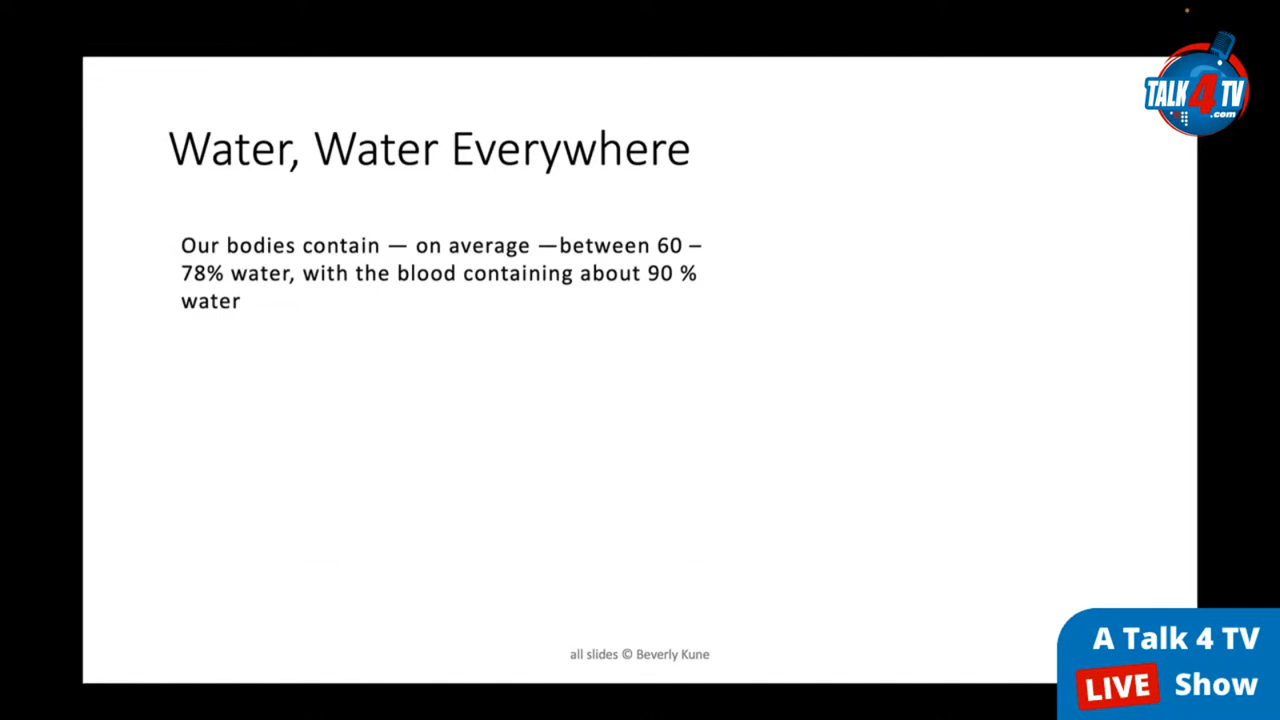 TALK 4 TV
.com
Water, Water Everywhere
Our bodies contain — on average —between 60 –
78% water, with the blood containing about 90 %
water
all slides © Beverly Kune
A Talk 4 TV
LIVE Show